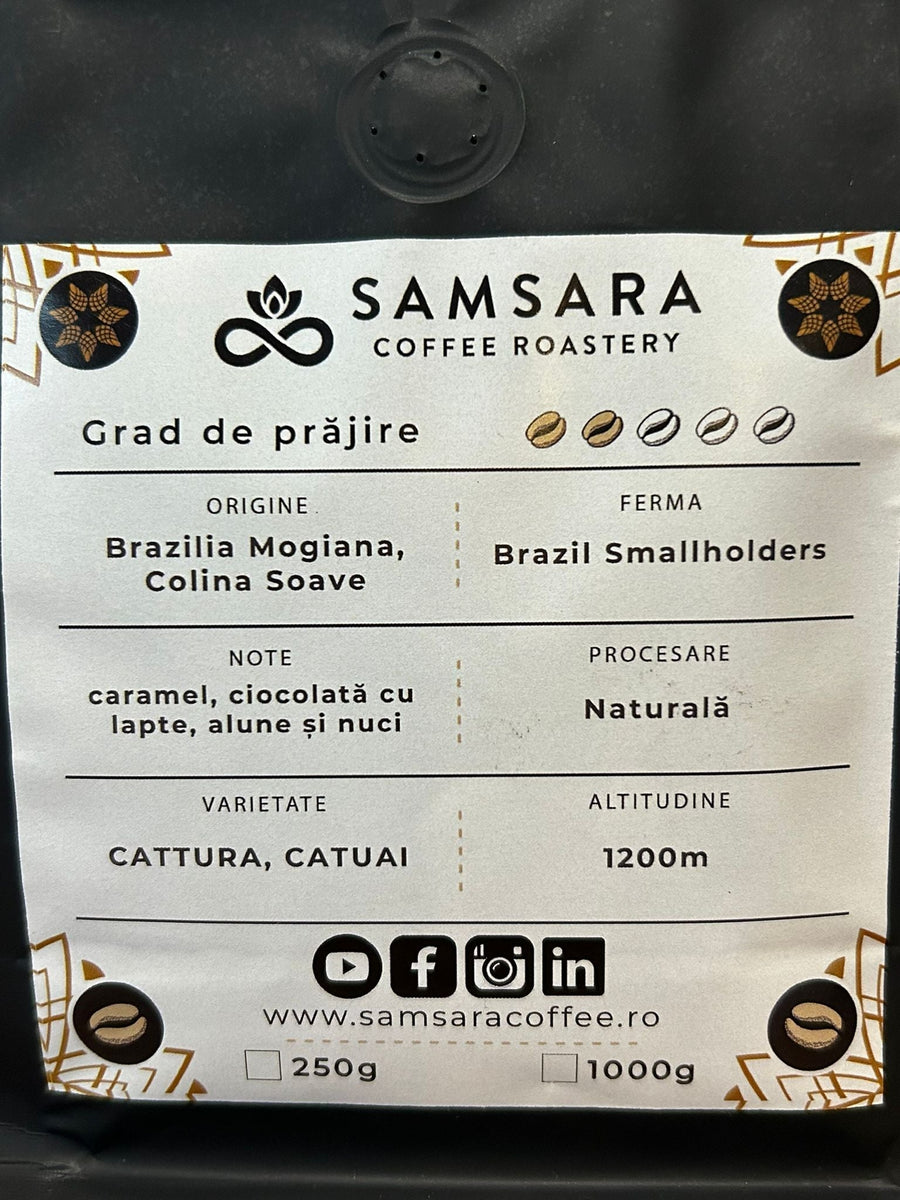 SAMSARA
COFFEE ROASTERY
Grad de prăjire
ORIGINE
Brazilia Mogiana,
Colina Soave
FERMA
Brazil Smallholders
NOTE
caramel, ciocolată cu
lapte, alune și nuci
PROCESARE
Naturală
VARIETATE
CATTURA, CATUAI
ALTITUDINE
1200m
f
in
www.samsaracoffee.ro
250g
1000g